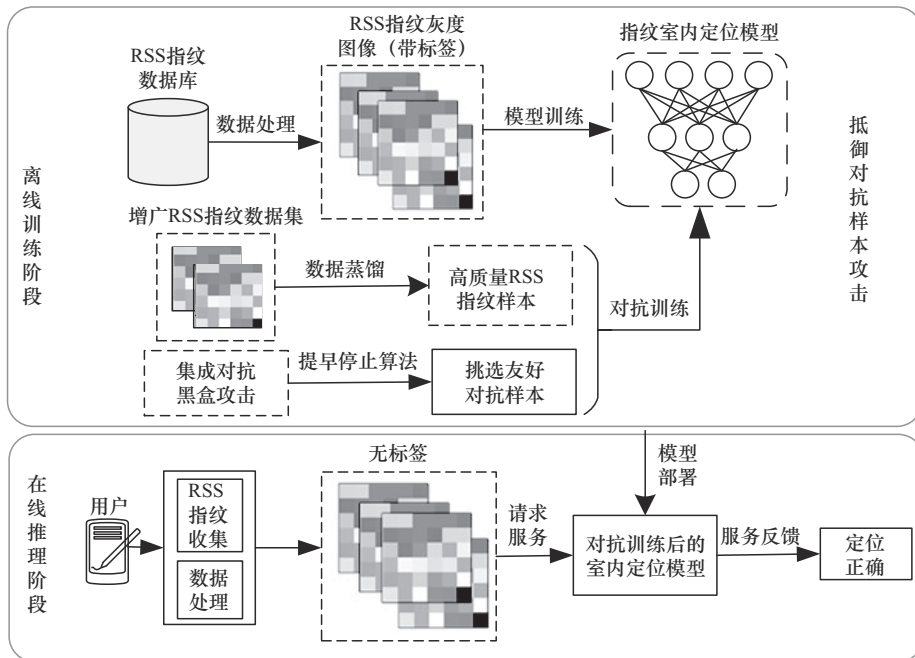 离线训练阶段
RSS指纹
数据库
数据处理
RSS指纹灰度
图像（带标签）
模型训练
指纹室内定位模型
抵御对抗样本攻击
增广RSS指纹数据集
数据蒸馏
高质量RSS
指纹样本
对抗训练
集成对抗
黑盒攻击
提早停止算法
挑选友好
对抗样本
在线推理阶段
用户
RSS
指纹
收集
数据
处理
无标签
请求
服务
模型
部署
对抗训练后的
室内定位模型
服务反馈
定位
正确